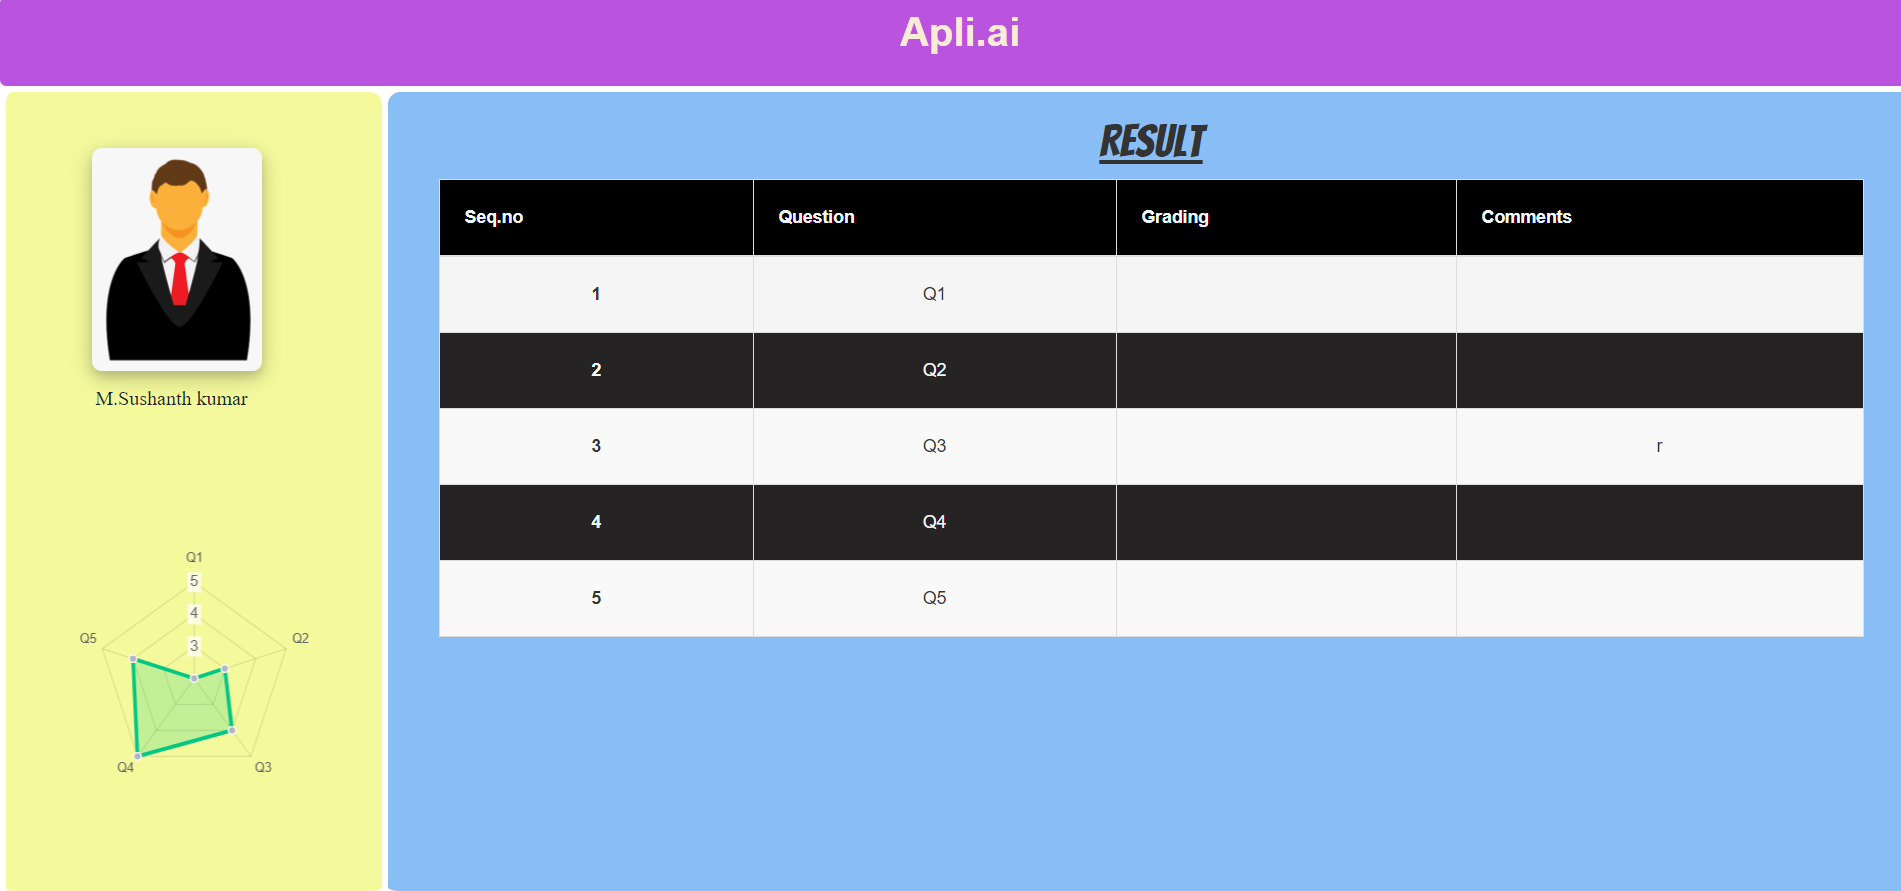 Apli.ai
M.Sushanth kumar
Q1
5
4
3
Q5
Q2
Q4
Q3
RESULT
Seq.no Question Grading Comments
1 Q1
2 Q2
3 Q3 r
4 Q4
5 Q5